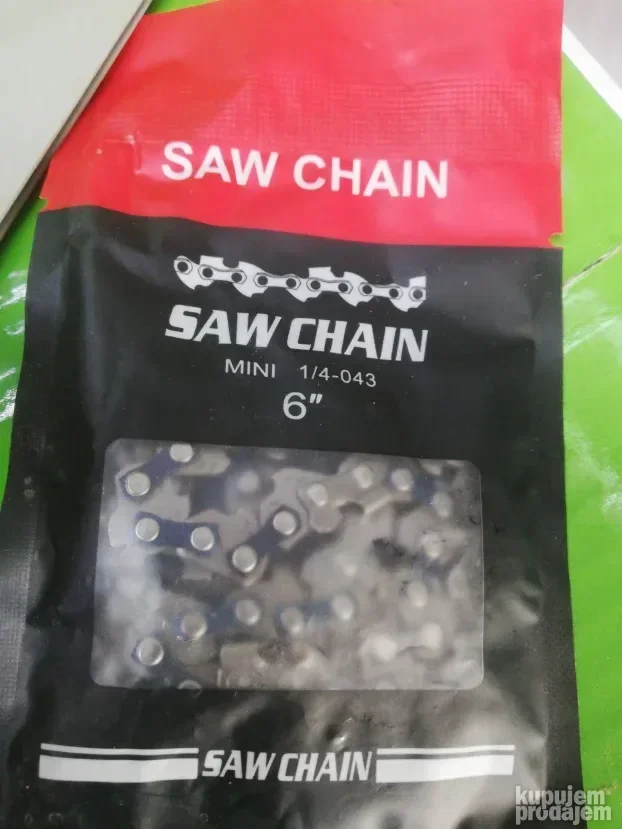 SAW CHAIN
SAW CHAIN
MINI 1/4-043
6"
SAW CHAIN
kupujem
prodajem